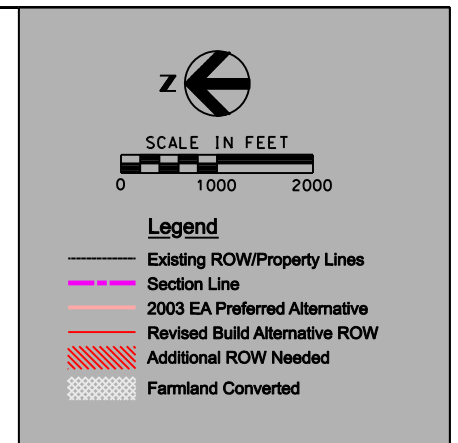 N
SCALE IN FEET
0 1000 2000
Legend
Existing ROW/Property Lines
Section Line
2003 EA Preferred Alternative
Revised Build Alternative ROW
Additional ROW Needed
Farmland Converted